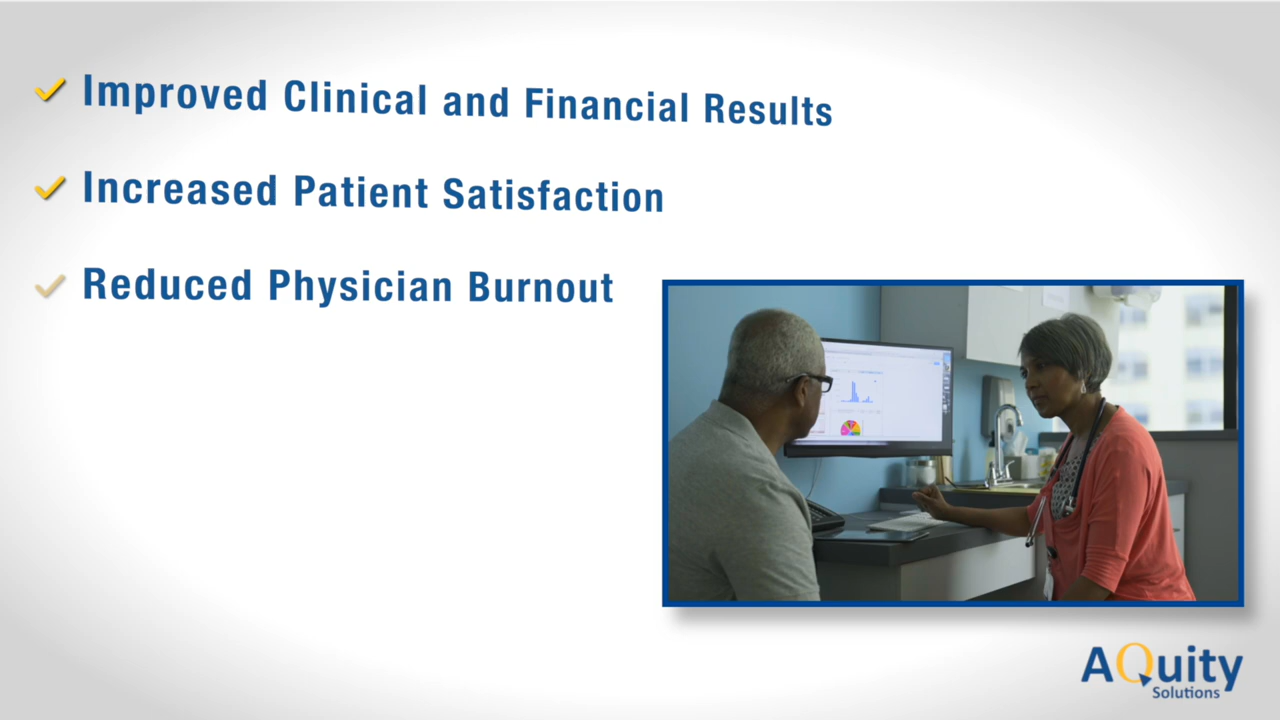 Improved Clinical and Financial Results
Increased Patient Satisfaction
Reduced Physician Burnout
AQuity
Solutions